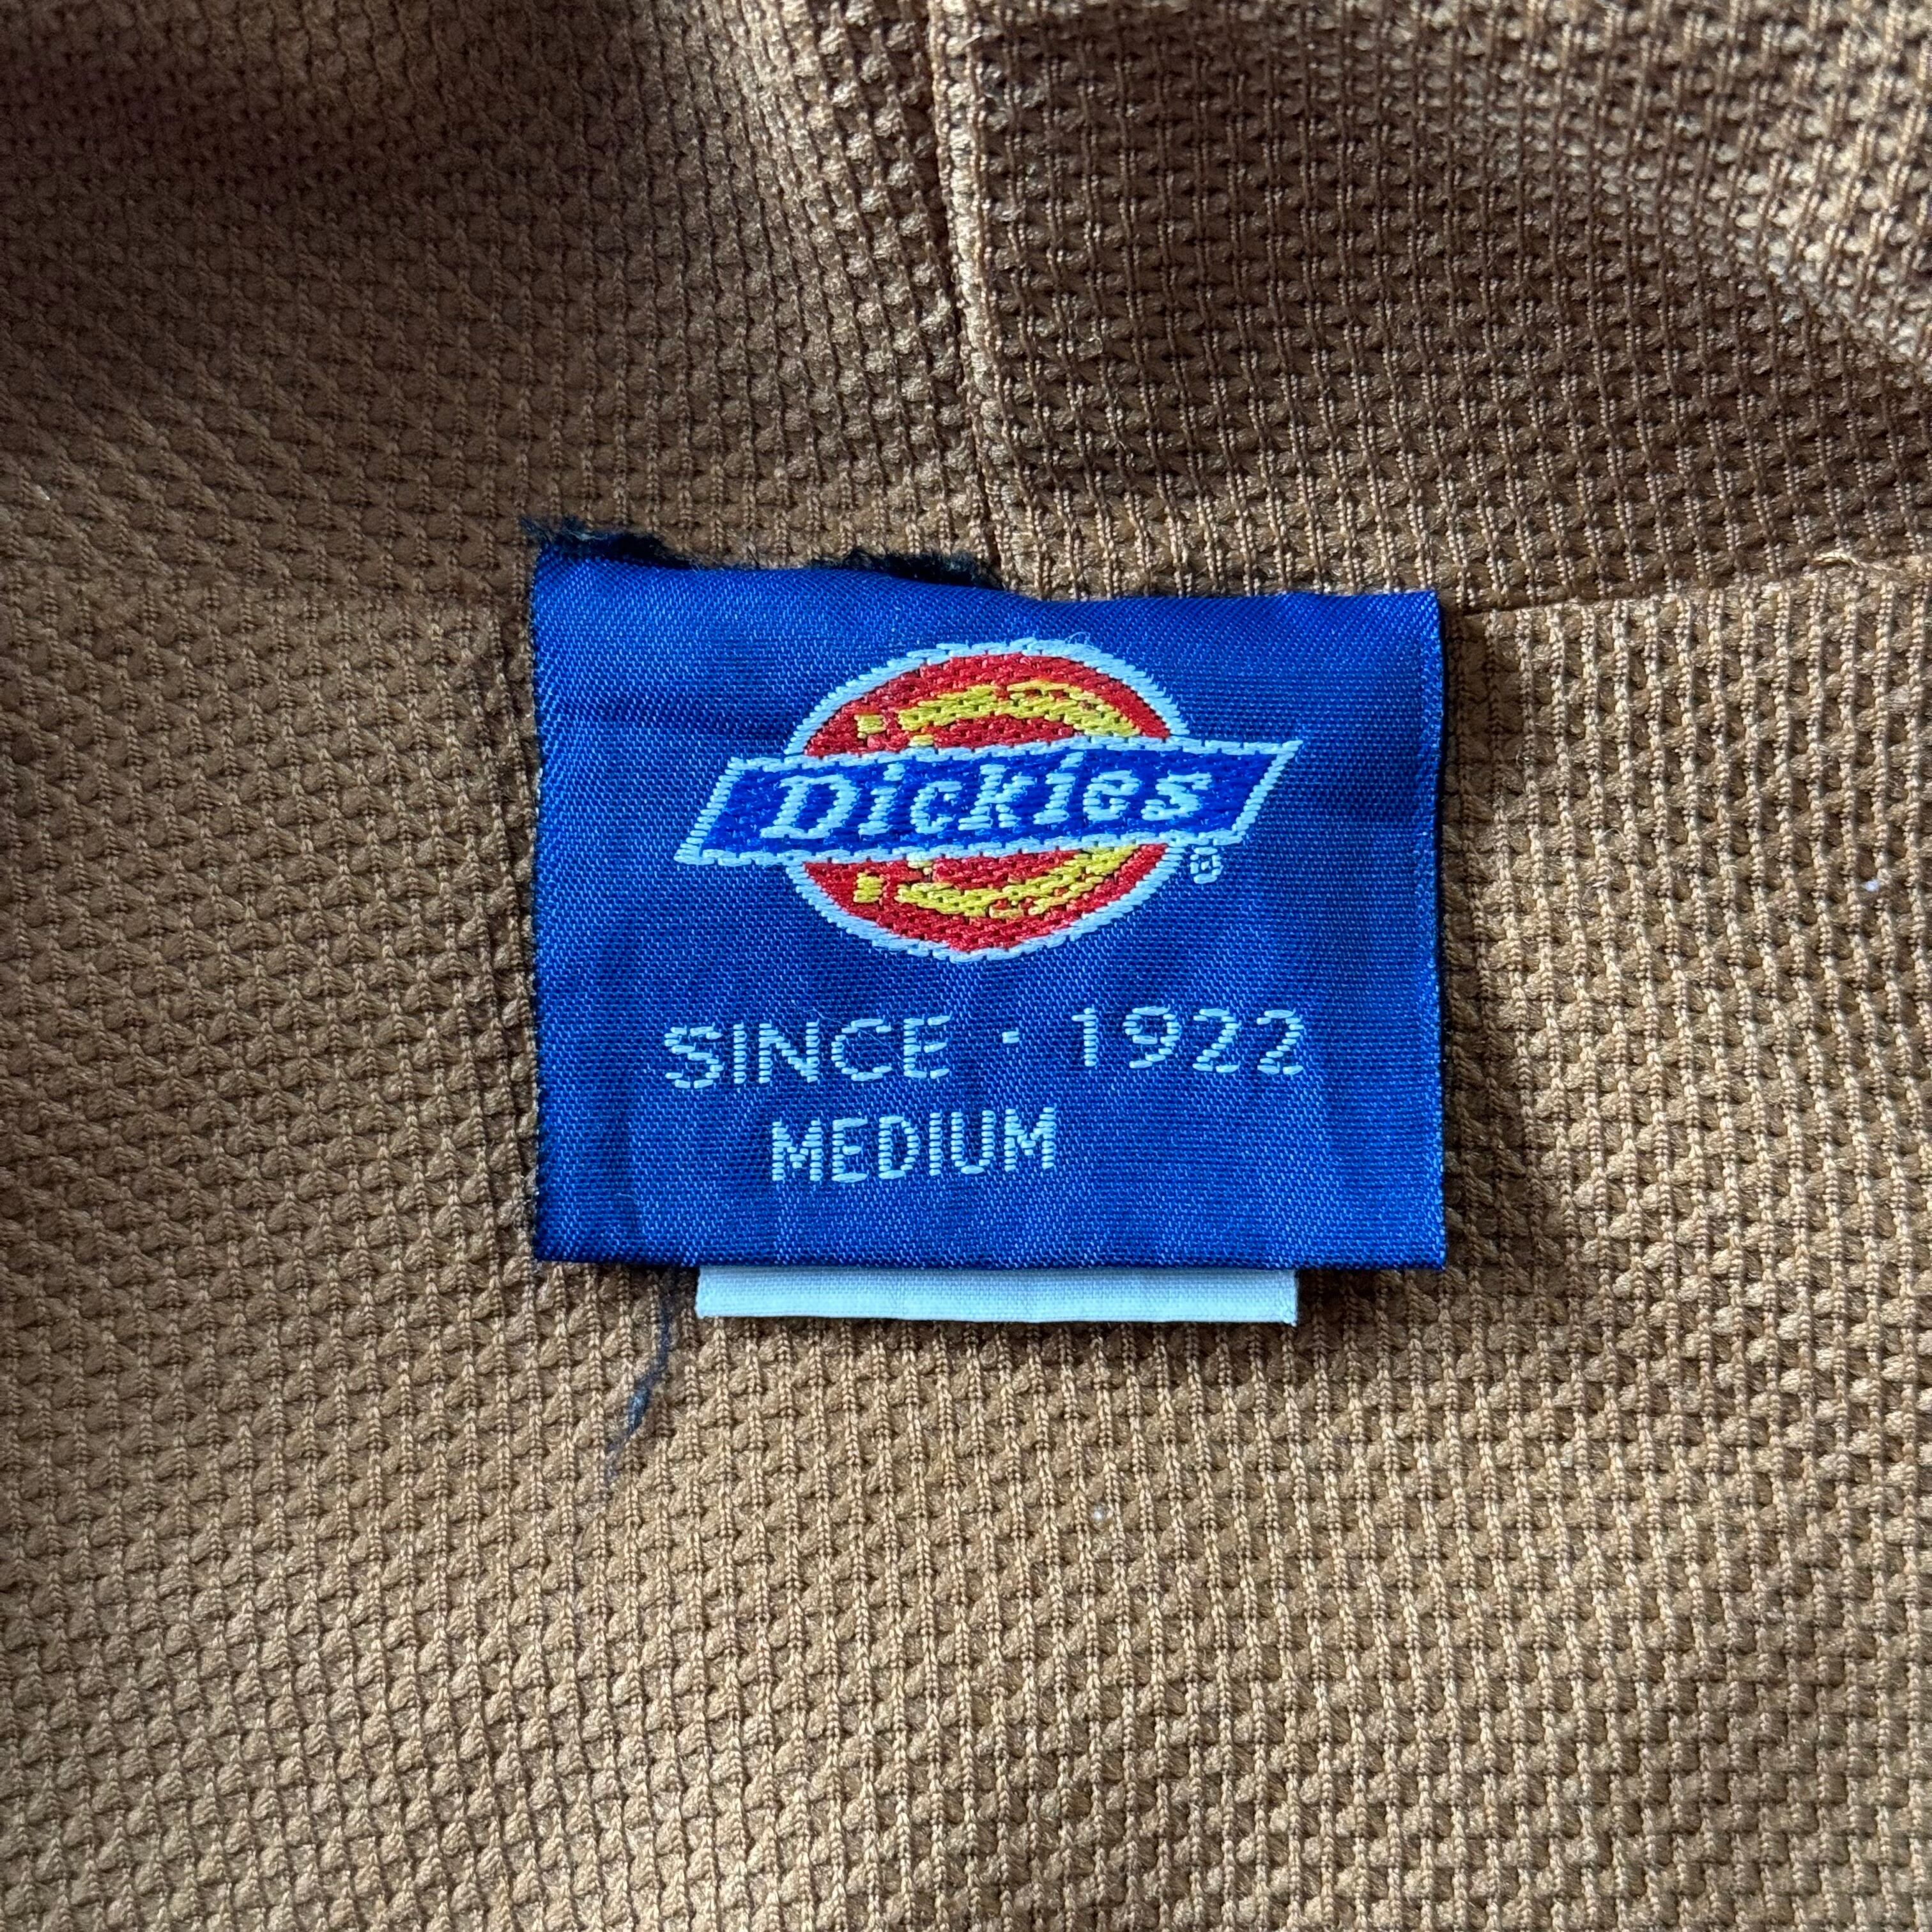 Dickies
®
SINCE · 1922
MEDIUM